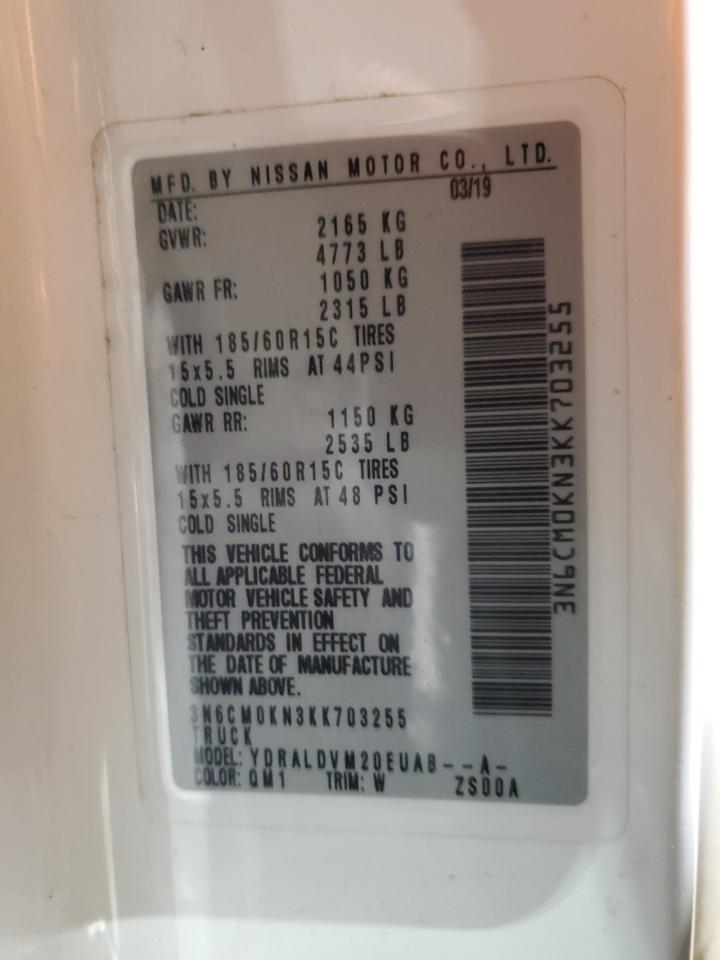 MFD. BY NISSAN MOTOR CO., LTD.
DATE: 03/19
GVWR: 2165 KG
4773 LB
GAWR FR: 1050 KG
2315 LB
WITH 185/60R15C TIRES
15x5.5 RIMS AT 44PSI
COLD SINGLE
GAWR RR: 1150 KG
2535 LB
WITH 185/60R15C TIRES
15x5.5 RIMS AT 48 PSI
COLD SINGLE
THIS VEHICLE CONFORMS TO
ALL APPLICABLE FEDERAL
MOTOR VEHICLE SAFETY AND
THEFT PREVENTION
STANDARDS IN EFFECT ON
THE DATE OF MANUFACTURE
SHOWN ABOVE.
3N6CM0KN3KK703255
TRUCK
MODEL: YDRALDVM20EUAB--A-
COLOR: QM1 TRIM: W ZS00A
3N6CM0KN3KK703255